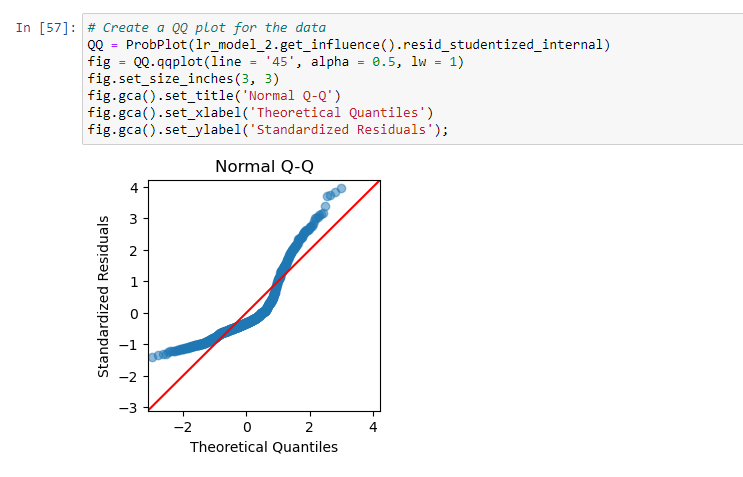 In [57]: # Create a QQ plot for the data
QQ = ProbPlot(lr_model_2.get_influence().resid_studentized_internal)
fig = QQ.qqplot(line = '45', alpha = 0.5, lw = 1)
fig.set_size_inches(3, 3)
fig.gca().set_title('Normal Q-Q')
fig.gca().set_xlabel('Theoretical Quantiles')
fig.gca().set_ylabel('Standardized Residuals');
Normal Q-Q
Standardized Residuals
4
3
2
1
0
−1
−2
−3
−2 0 2 4
Theoretical Quantiles